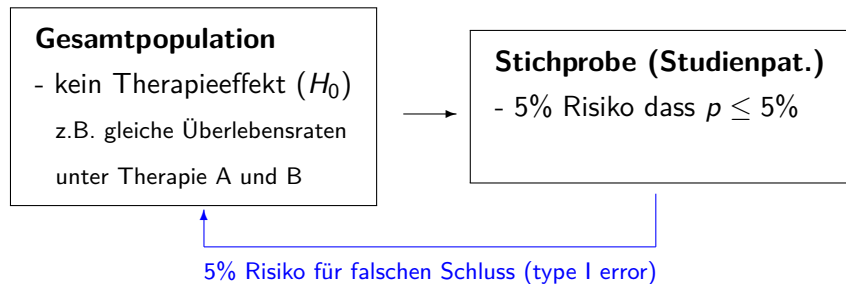 Gesamtpopulation
- kein Therapieeffekt (H₀)
z.B. gleiche Überlebensraten
unter Therapie A und B
Stichprobe (Studienpat.)
- 5% Risiko dass p ≤ 5%
5% Risiko für falschen Schluss (type I error)